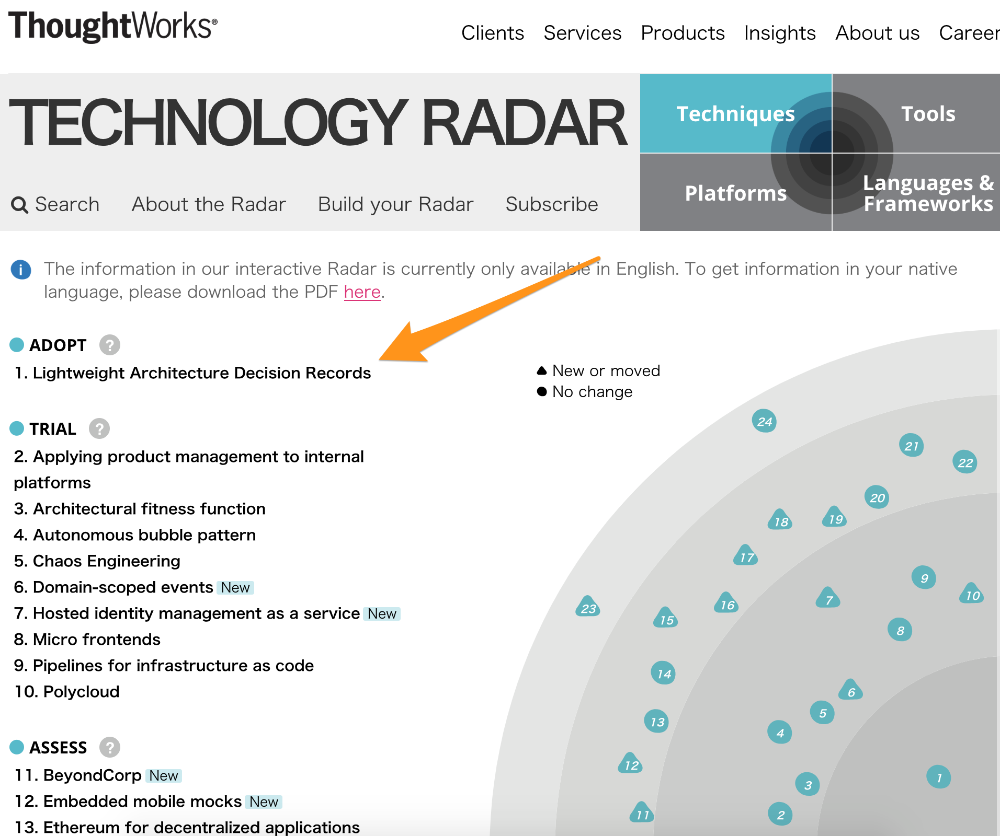 ThoughtWorks®
Clients Services Products Insights About us Career
TECHNOLOGY RADAR
Search About the Radar Build your Radar Subscribe
Techniques
Tools
Platforms
Languages &
Frameworks
i
The information in our interactive Radar is currently only available in English. To get information in your native
language, please download the PDF here.
ADOPT ?
1. Lightweight Architecture Decision Records
TRIAL ?
2. Applying product management to internal
platforms
3. Architectural fitness function
4. Autonomous bubble pattern
5. Chaos Engineering
6. Domain-scoped events New
7. Hosted identity management as a service New
8. Micro frontends
9. Pipelines for infrastructure as code
10. Polycloud
ASSESS ?
11. BeyondCorp New
12. Embedded mobile mocks New
13. Ethereum for decentralized applications
New or moved
No change
24
21
22
20
18
19
17
9
10
16
7
23
15
8
14
6
5
13
4
12
1
3
11
2